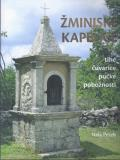 ŽMINJSKE
KAPELICE
tihe
čuvarice
pučke
pobožnosti